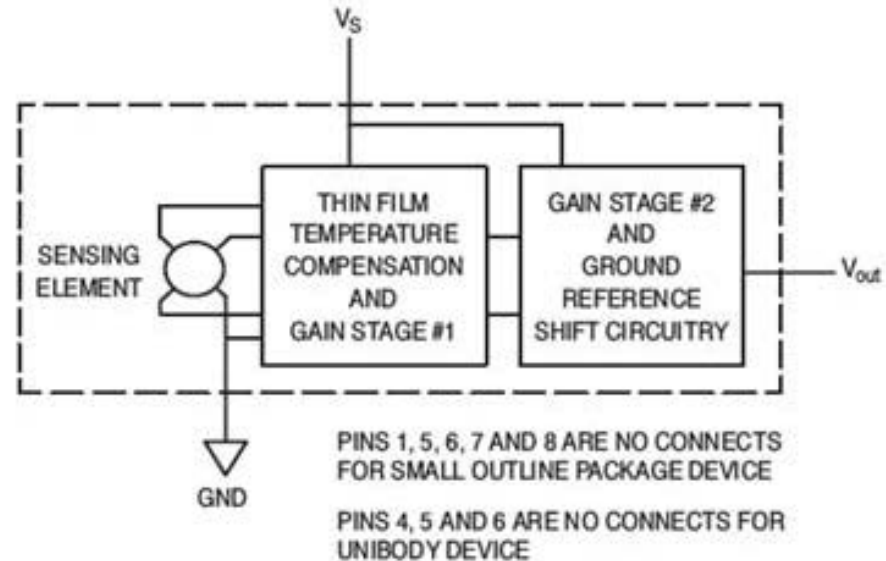 VS
SENSING
ELEMENT
THIN FILM
TEMPERATURE
COMPENSATION
AND
GAIN STAGE #1
GAIN STAGE #2
AND
GROUND
REFERENCE
SHIFT CIRCUITRY
Vout
GND
PINS 1, 5, 6, 7 AND 8 ARE NO CONNECTS
FOR SMALL OUTLINE PACKAGE DEVICE
PINS 4, 5 AND 6 ARE NO CONNECTS FOR
UNIBODY DEVICE